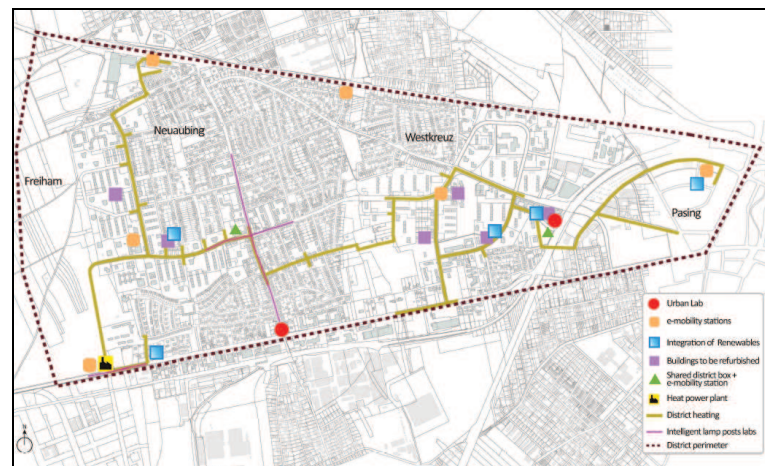 Neuaubing
Westkreuz
Freiham
Pasing
Urban Lab
e-mobility stations
Integration of Renewables
Buildings to be refurbished
Shared district box +
e-mobility station
Heat power plant
District heating
Intelligent lamp posts labs
District perimeter
N